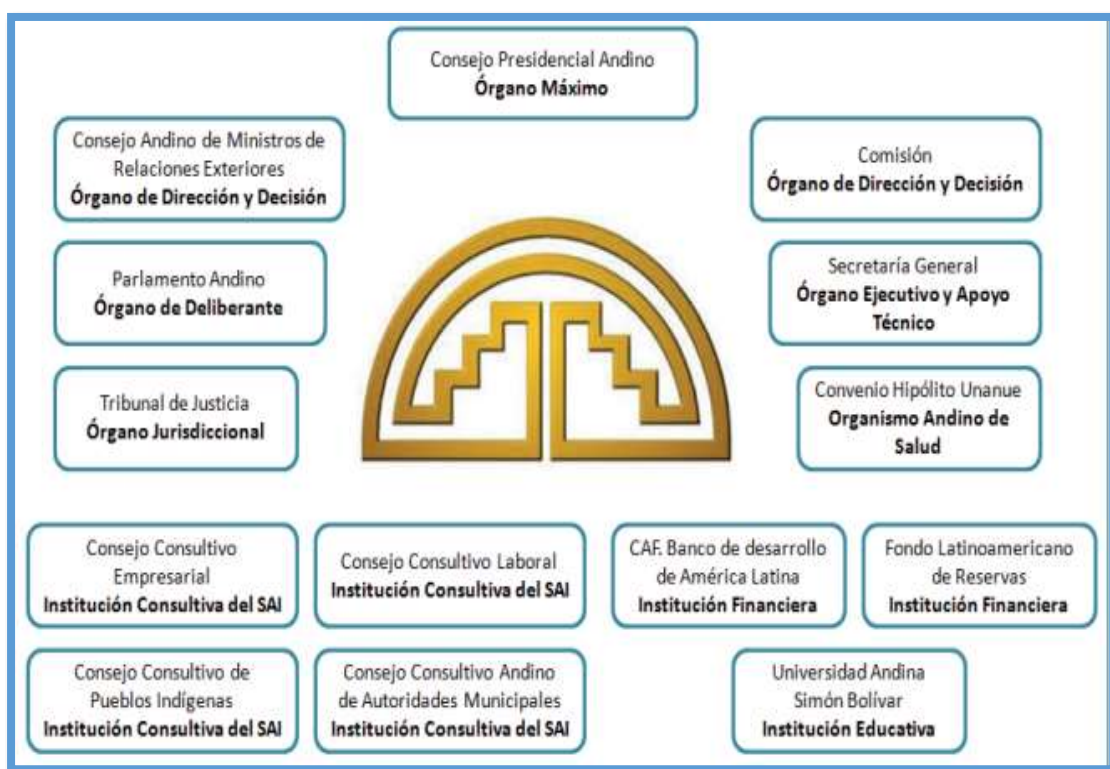 Consejo Presidencial Andino
Órgano Máximo
Consejo Andino de Ministros de
Relaciones Exteriores
Órgano de Dirección y Decisión
Comisión
Órgano de Dirección y Decisión
Parlamento Andino
Órgano de Deliberante
Secretaría General
Órgano Ejecutivo y Apoyo
Técnico
Tribunal de Justicia
Órgano Jurisdiccional
Convenio Hipólito Unanue
Organismo Andino de
Salud
Consejo Consultivo
Empresarial
Institución Consultiva del SAI
Consejo Consultivo Laboral
Institución Consultiva del SAI
CAF. Banco de desarrollo
de América Latina
Institución Financiera
Fondo Latinoamericano
de Reservas
Institución Financiera
Consejo Consultivo de
Pueblos Indígenas
Institución Consultiva del SAI
Consejo Consultivo Andino
de Autoridades Municipales
Institución Consultiva del SAI
Universidad Andina
Simón Bolívar
Institución Educativa